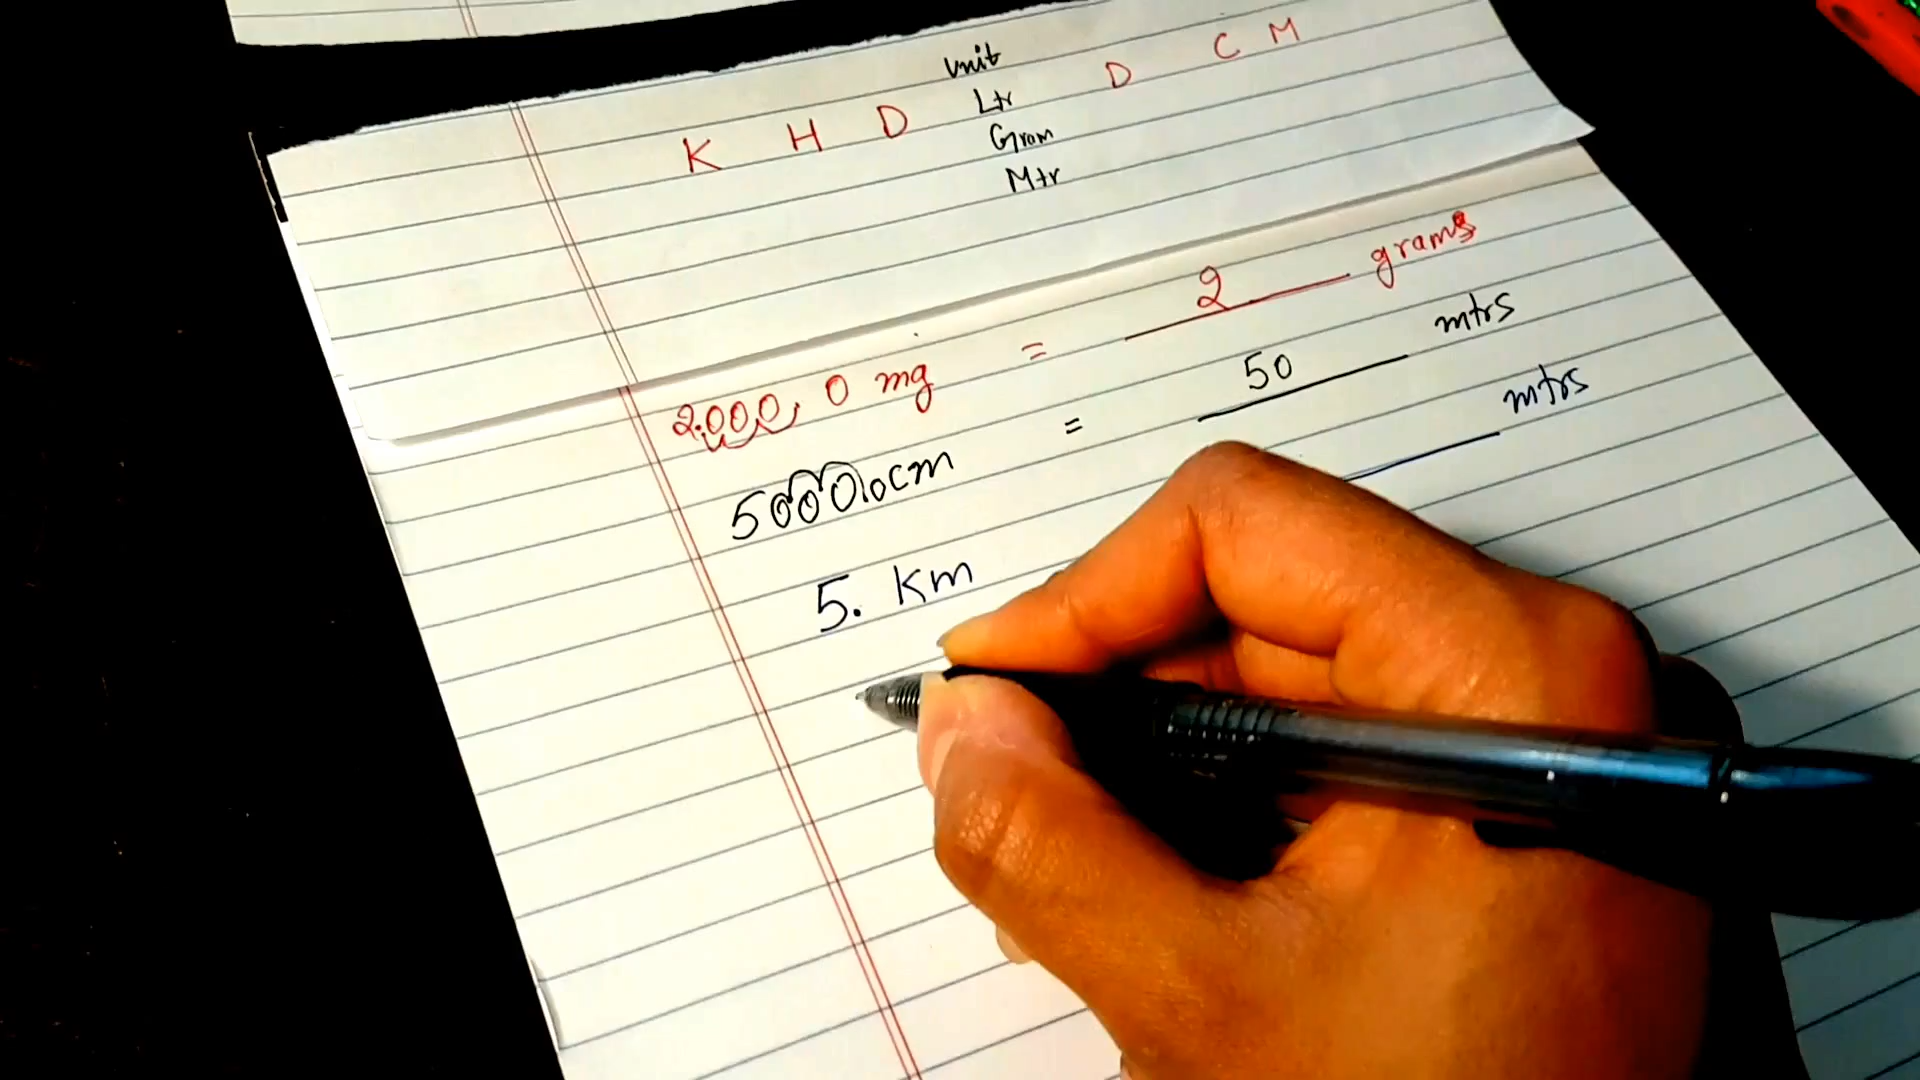 Unit
K H D Ltr D C M
Gram
Mtr
2.000,0 mg = 2 grams
5000.0cm = 50 mtrs
5. Km mtrs